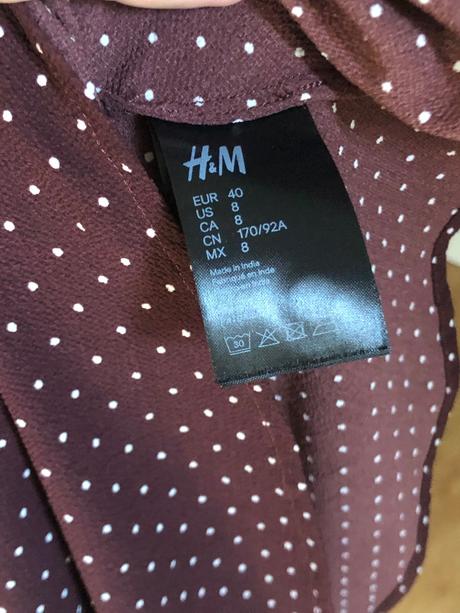 H&M
EUR 40
US 8
CA 8
CN 170/92A
MX 8
Made in India
Fabriqué en Inde
30